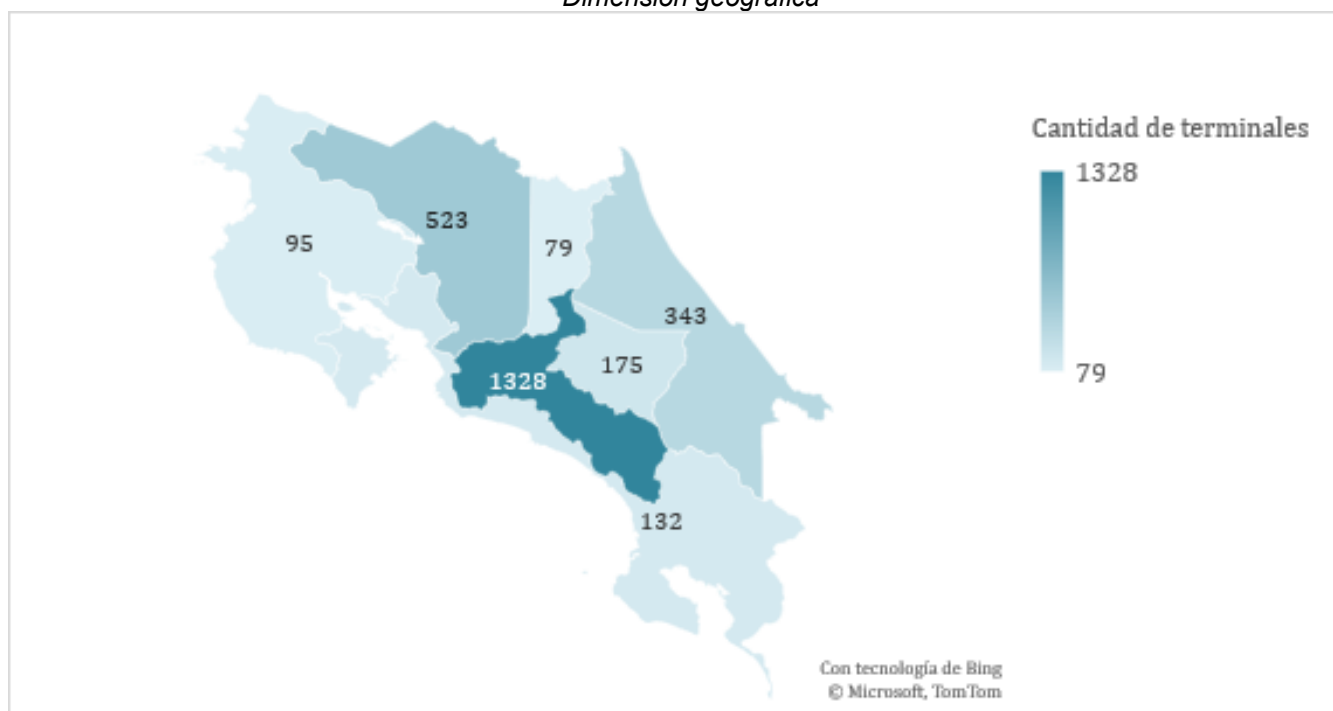 Dimensión geográfica
Cantidad de terminales
1328
79
523
95
79
343
175
1328
132
Con tecnología de Bing
© Microsoft, TomTom